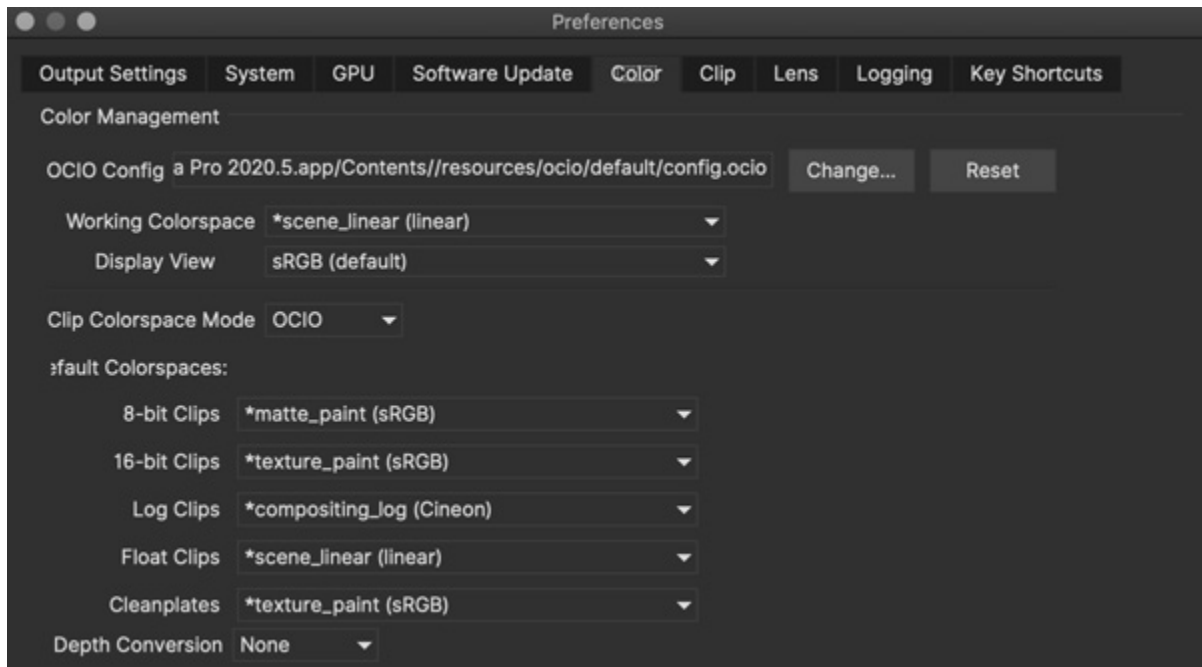 Preferences
Output Settings System GPU Software Update Color Clip Lens Logging Key Shortcuts
Color Management
OCIO Config a Pro 2020.5.app/Contents//resources/ocio/default/config.ocio Change... Reset
Working Colorspace *scene_linear (linear)
Display View sRGB (default)
Clip Colorspace Mode OCIO
efault Colorspaces:
8-bit Clips *matte_paint (sRGB)
16-bit Clips *texture_paint (sRGB)
Log Clips *compositing_log (Cineon)
Float Clips *scene_linear (linear)
Cleanplates *texture_paint (sRGB)
Depth Conversion None